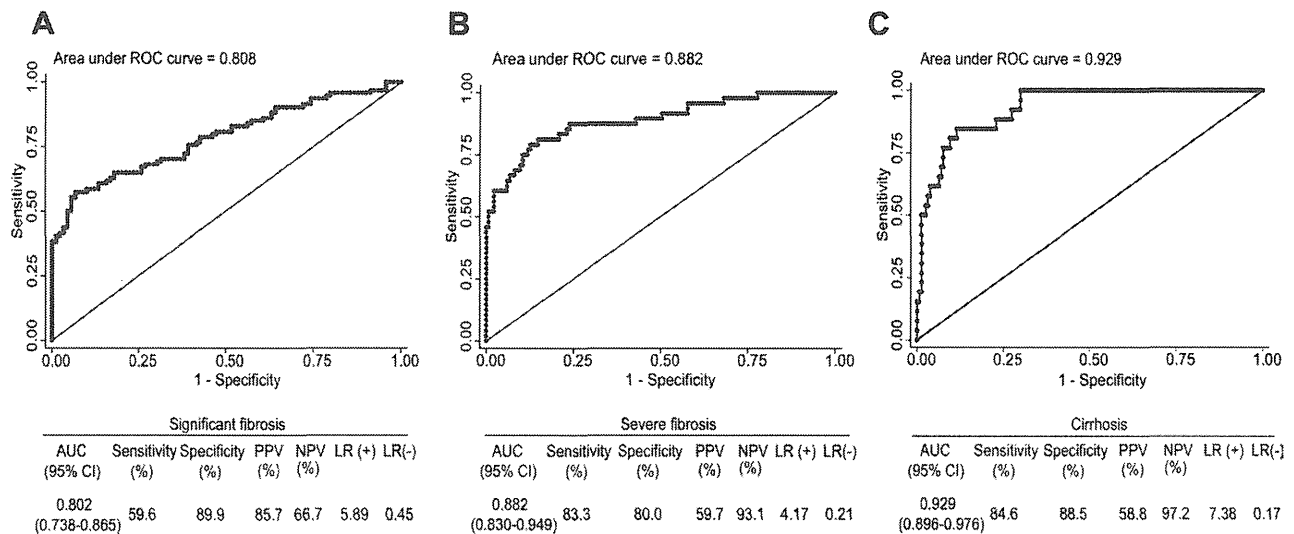 A
Area under ROC curve = 0.808
Sensitivity
1.00
0.75
0.50
0.25
0.00
0.00 0.25 0.50 0.75 1.00
1 - Specificity
Significant fibrosis
AUC (95% CI) Sensitivity (%) Specificity (%) PPV (%) NPV (%) LR (+) LR(-)
0.802 (0.738-0.865) 59.6 89.9 85.7 66.7 5.89 0.45
B
Area under ROC curve = 0.882
Sensitivity
1.00
0.75
0.50
0.25
0.00
0.00 0.25 0.50 0.75 1.00
1 - Specificity
Severe fibrosis
AUC (95% CI) Sensitivity (%) Specificity (%) PPV (%) NPV (%) LR (+) LR(-)
0.882 (0.830-0.949) 83.3 80.0 59.7 93.1 4.17 0.21
C
Area under ROC curve = 0.929
Sensitivity
1.00
0.75
0.50
0.25
0.00
0.00 0.25 0.50 0.75 1.00
1 - Specificity
Cirrhosis
AUC (95% CI) Sensitivity (%) Specificity (%) PPV (%) NPV (%) LR (+) LR(-)
0.929 (0.896-0.976) 84.6 88.5 58.8 97.2 7.38 0.17